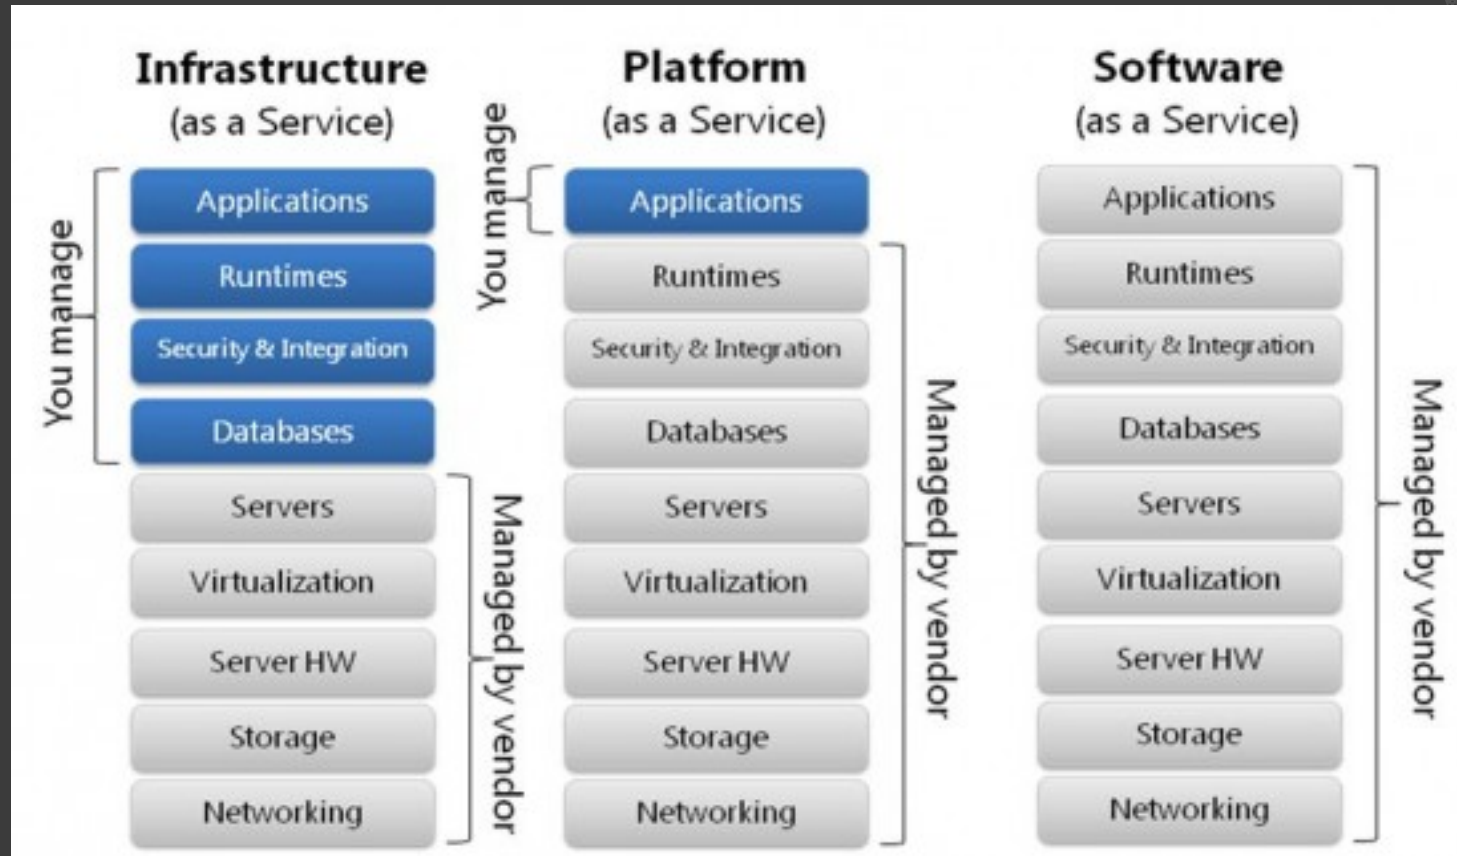 Infrastructure
(as a Service)
You manage
Applications
Runtimes
Security & Integration
Databases
Servers
Virtualization
Server HW
Storage
Networking
Managed by vendor
Platform
(as a Service)
You manage
Applications
Runtimes
Security & Integration
Databases
Servers
Virtualization
Server HW
Storage
Networking
Managed by vendor
Software
(as a Service)
Applications
Runtimes
Security & Integration
Databases
Servers
Virtualization
Server HW
Storage
Networking
Managed by vendor